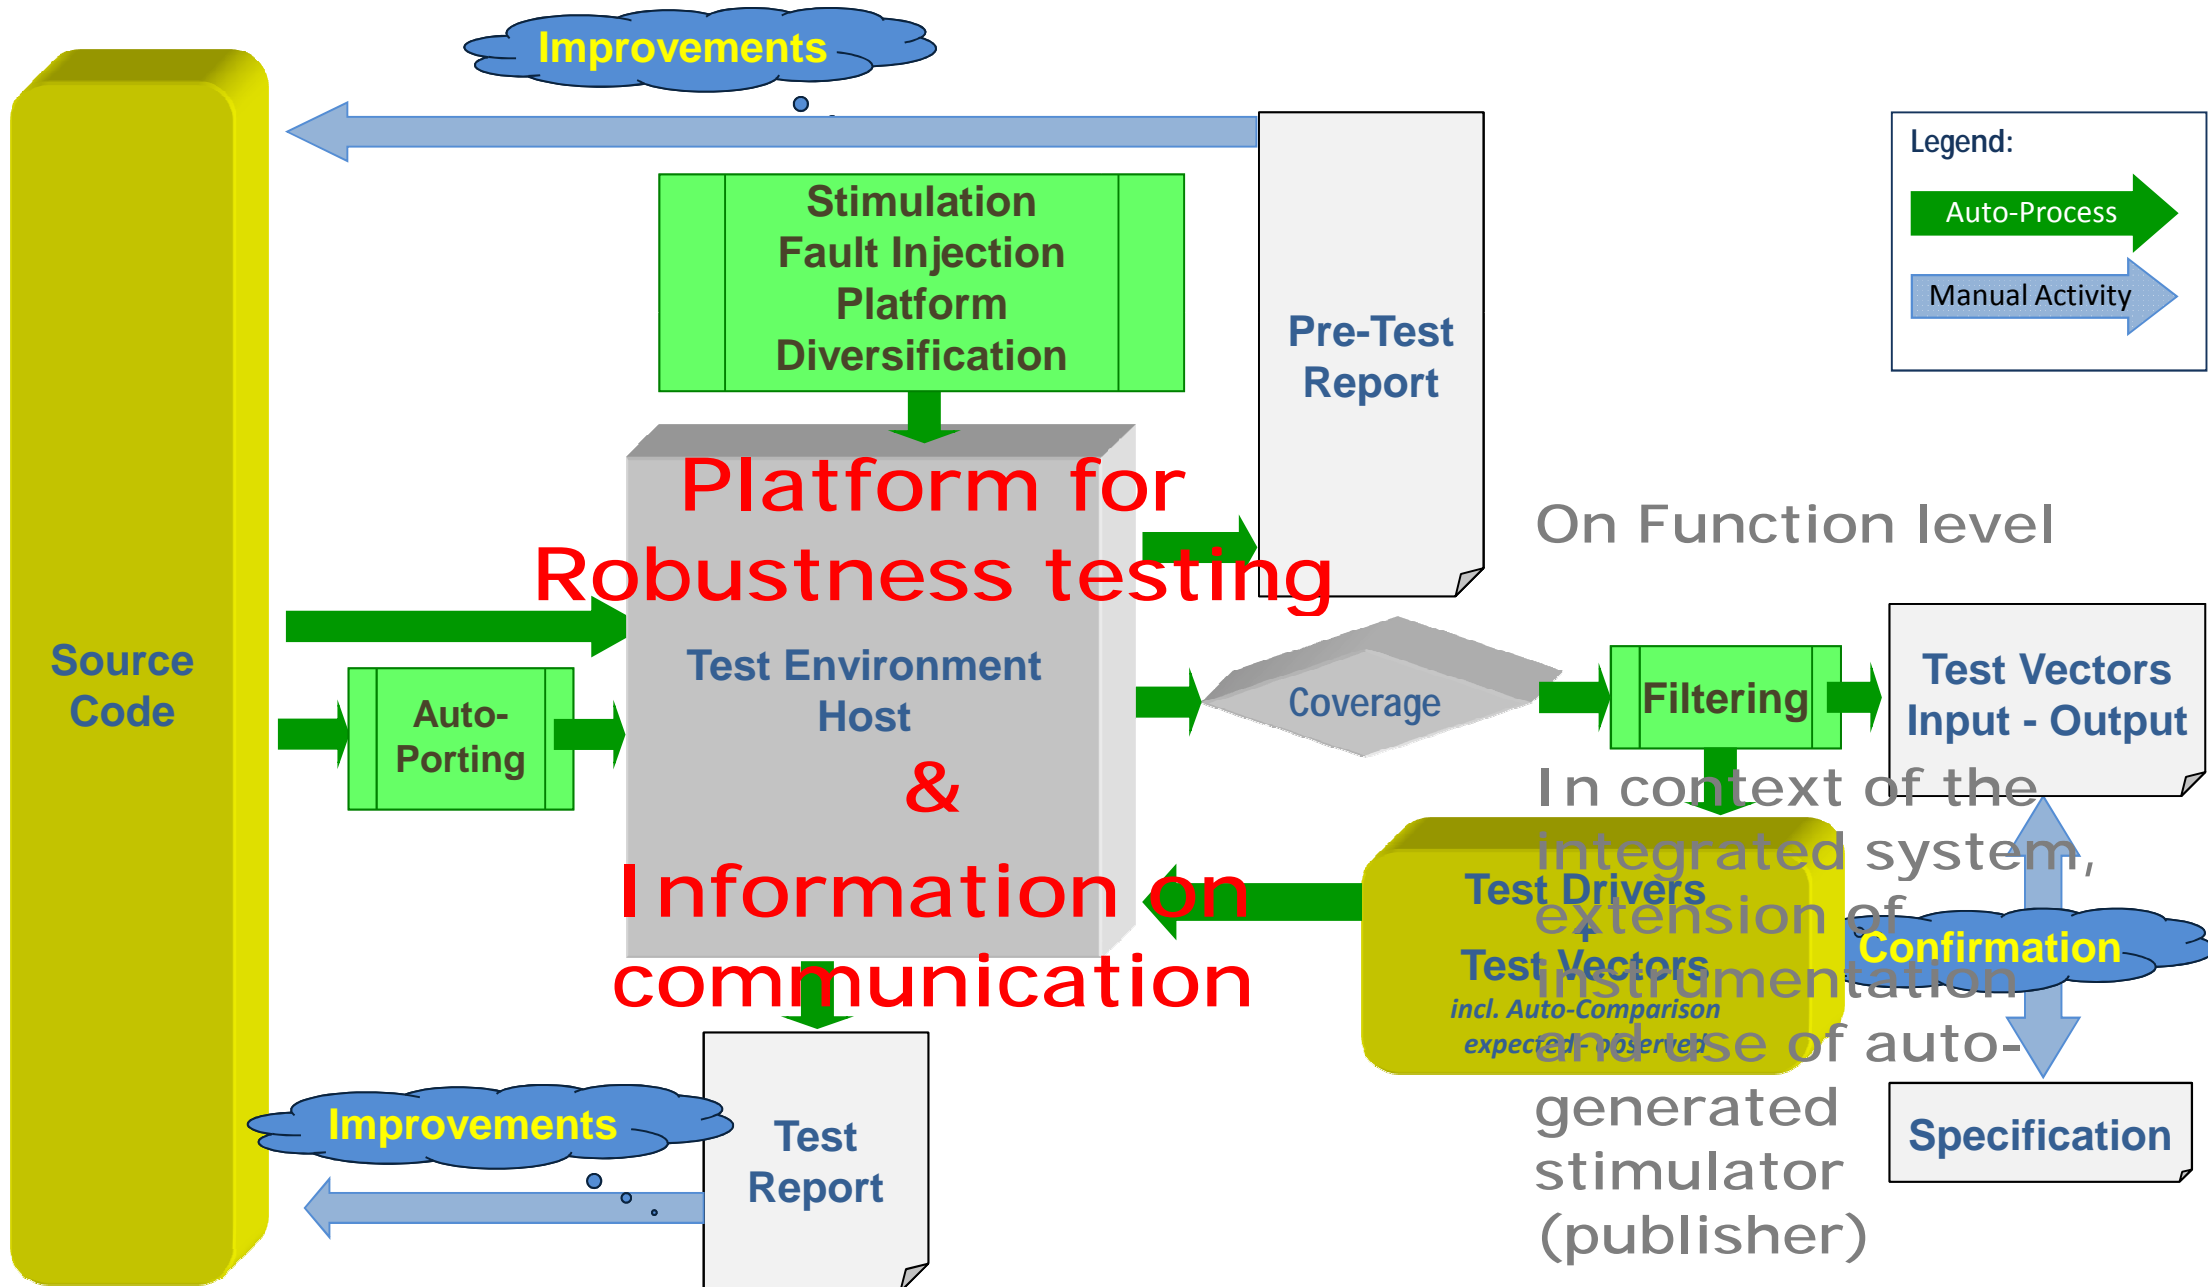 Improvements
Legend:
Auto-Process
Manual Activity
Stimulation
Fault Injection
Platform
Diversification
Pre-Test
Report
Platform for
Robustness testing
On Function level
Source
Code
Auto-
Porting
Test Environment
Host
&
Information on
communication
Coverage
Filtering
Test Vectors
Input - Output
In context of the
integrated system,
extension of
instrumentation
and use of auto-
generated
stimulator
(publisher)
Test Drivers
+
Test Vectors
incl. Auto-Comparison
expected - observed
Confirmation
Specification
Improvements
Test
Report